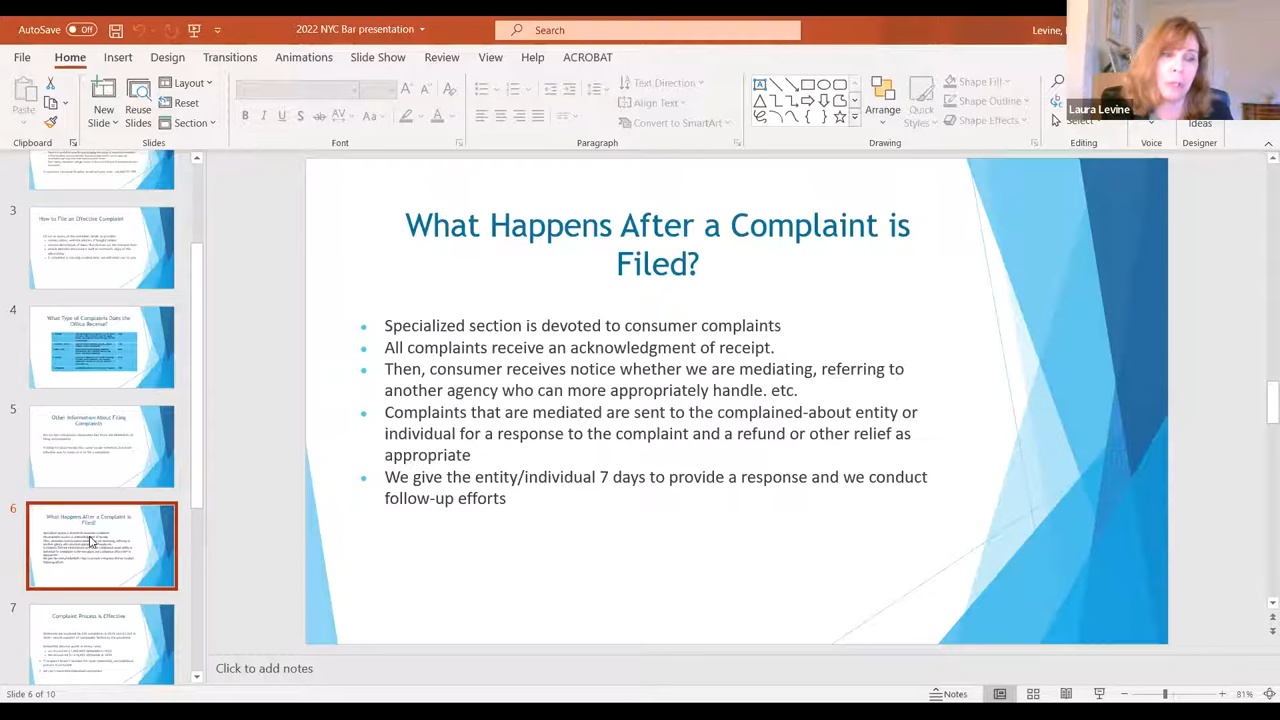 AutoSave Off
2022 NYC Bar presentation
Search
Levine,
File Home Insert Design Transitions Animations Slide Show Review View Help ACROBAT
Laura Levine
Paste
New Slide
Reuse Slides
Layout
Reset
Section
Text Direction
Align Text
Convert to SmartArt
Arrange
Quick Styles
Shape Fill
Shape Outline
Shape Effects
Select
Ideas
Clipboard Slides Font Paragraph Drawing Editing Voice Designer
3
How to File an Effective Complaint
4
What Type of Complaints Does the
Office Receive?
5
Other Information About Filing
Complaints
6
What Happens After a Complaint is
Filed?
7
Complaint Process is Effective
What Happens After a Complaint is
Filed?
Specialized section is devoted to consumer complaints
All complaints receive an acknowledgment of receipt
Then, consumer receives notice whether we are mediating, referring to
another agency who can more appropriately handle. etc.
Complaints that are mediated are sent to the complained-about entity or
individual for a response to the complaint and a refund or other relief as
appropriate
We give the entity/individual 7 days to provide a response and we conduct
follow-up efforts
Click to add notes
Slide 6 of 10
Notes
81%